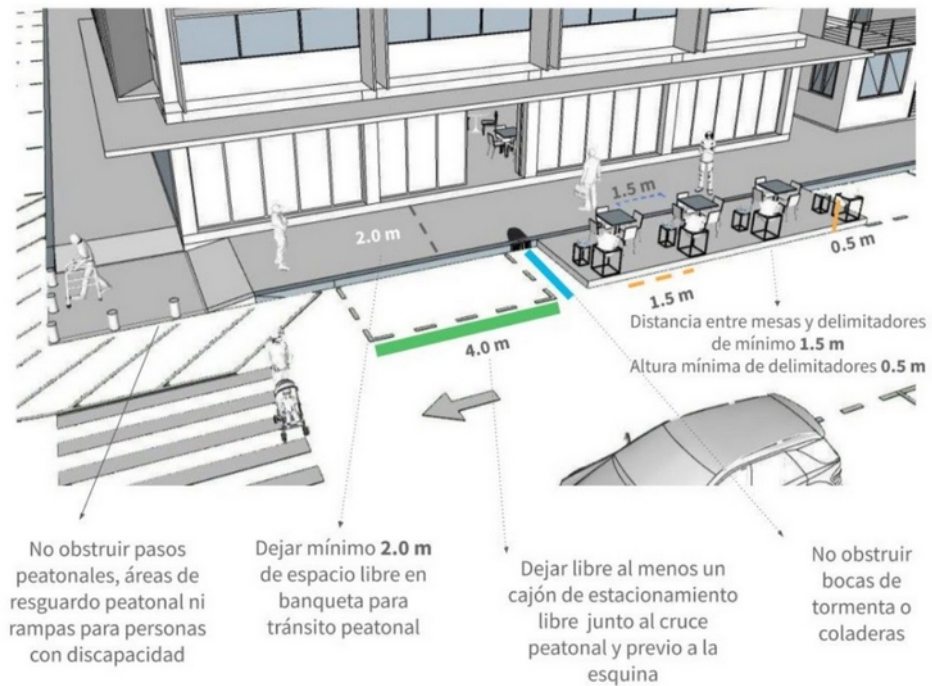 1.5 m
2.0 m
0.5 m
1.5 m
4.0 m
Distancia entre mesas y delimitadores
de mínimo 1.5 m
Altura mínima de delimitadores 0.5 m
No obstruir pasos
peatonales, áreas de
resguardo peatonal ni
rampas para personas
con discapacidad
Dejar mínimo 2.0 m
de espacio libre en
banqueta para
tránsito peatonal
Dejar libre al menos un
cajón de estacionamiento
libre junto al cruce
peatonal y previo a la
esquina
No obstruir
bocas de
tormenta o
coladeras